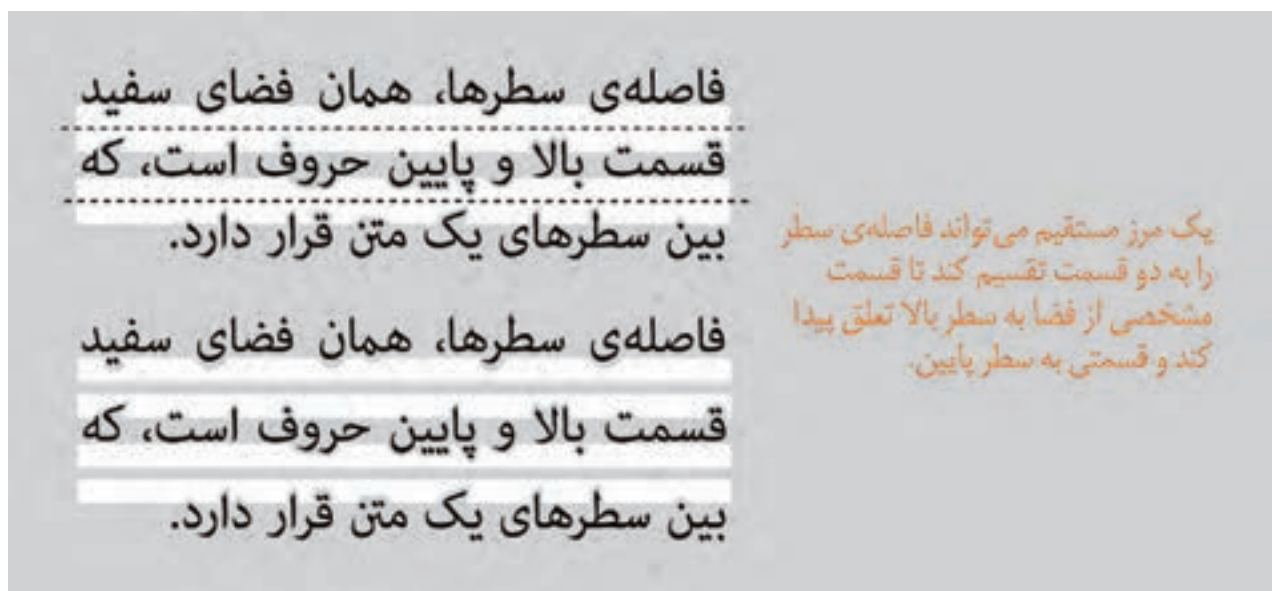 فاصله‌ی سطرها، همان فضای سفید
قسمت بالا و پایین حروف است، که
بین سطرهای یک متن قرار دارد.
فاصله‌ی سطرها، همان فضای سفید
قسمت بالا و پایین حروف است، که
بین سطرهای یک متن قرار دارد.
یک مرز مستقیم می‌تواند فاصله‌ی سطر
را به دو قسمت تقسیم کند تا قسمت
مشخصی از فضا به سطر بالا تعلق پیدا
کند و قسمتی به سطر پایین.